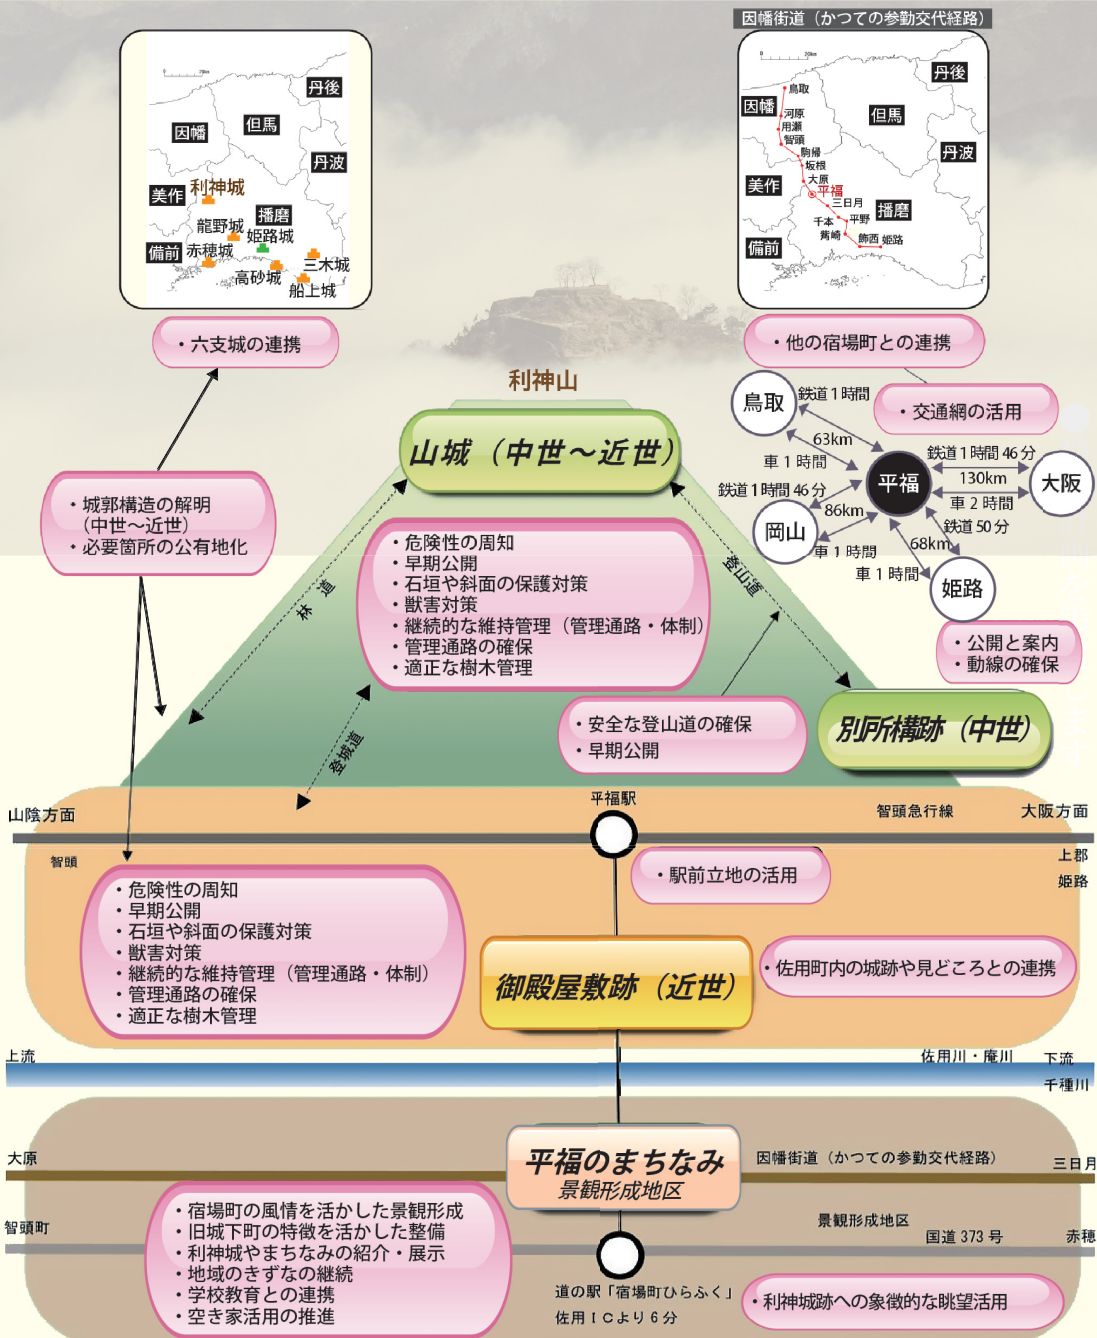 因幡街道（かつての参勤交代経路）
20km
丹後
因幡
但馬
丹波
美作
利神城
播磨
龍野城
姫路城
備前
赤穂城
高砂城
三木城
船上城
20km
丹後
鳥取
因幡
但馬
河原
用瀬
智頭
駒帰
坂根
丹波
大原
美作
平福
三日月
播磨
千本
平野
觜崎
飾西
姫路
備前
・六支城の連携
・他の宿場町との連携
・交通網の活用
利神山
鳥取
鉄道1時間
63km
車1時間
鉄道1時間46分
130km
車2時間
大阪
平福
鉄道1時間46分
86km
岡山
車1時間
鉄道50分
68km
車1時間
姫路
山城（中世～近世）
・城郭構造の解明
（中世～近世）
・必要箇所の公有地化
・危険性の周知
・早期公開
・石垣や斜面の保護対策
・獣害対策
・継続的な維持管理（管理通路・体制）
・管理通路の確保
・適正な樹木管理
林道
登山道
登城道
・公開と案内
・動線の確保
・安全な登山道の確保
・早期公開
別所構跡（中世）
山陰方面
平福駅
智頭急行線
大阪方面
智頭
上郡
姫路
・駅前立地の活用
・危険性の周知
・早期公開
・石垣や斜面の保護対策
・獣害対策
・継続的な維持管理（管理通路・体制）
・管理通路の確保
・適正な樹木管理
御殿屋敷跡（近世）
・佐用町内の城跡や見どころとの連携
上流
佐用川・庵川
下流
千種川
大原
平福のまちなみ
景観形成地区
因幡街道（かつての参勤交代経路）
三日月
智頭町
・宿場町の風情を活かした景観形成
・旧城下町の特徴を活かした整備
・利神城やまちなみの紹介・展示
・地域のきずなの継続
・学校教育との連携
・空き家活用の推進
景観形成地区
国道373号
赤穂
道の駅「宿場町ひらふく」
佐用ＩＣより6分
・利神城跡への象徴的な眺望活用